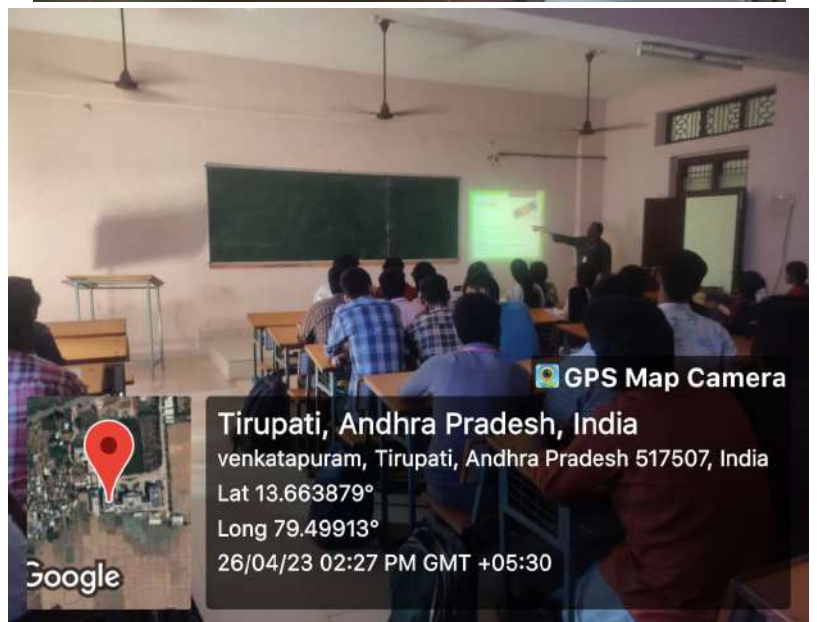 GPS Map Camera
Tirupati, Andhra Pradesh, India
venkatapuram, Tirupati, Andhra Pradesh 517507, India
Lat 13.663879°
Long 79.49913°
26/04/23 02:27 PM GMT +05:30
Google